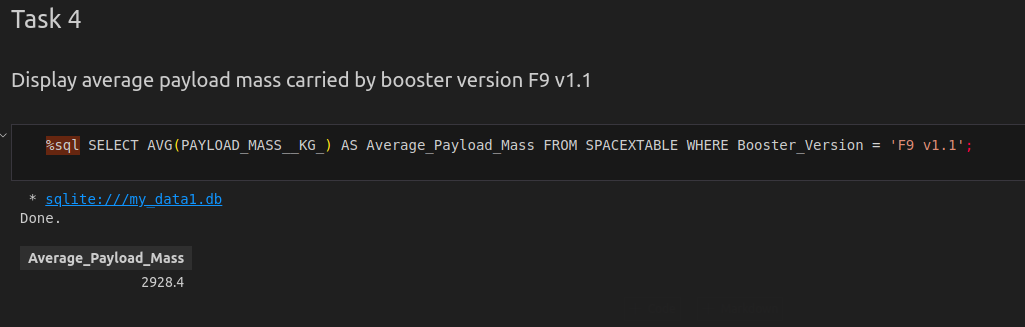 Task 4
Display average payload mass carried by booster version F9 v1.1
%sql SELECT AVG(PAYLOAD_MASS__KG_) AS Average_Payload_Mass FROM SPACEXTABLE WHERE Booster_Version = 'F9 v1.1';
* sqlite:///my_data1.db
Done.
Average_Payload_Mass
2928.4